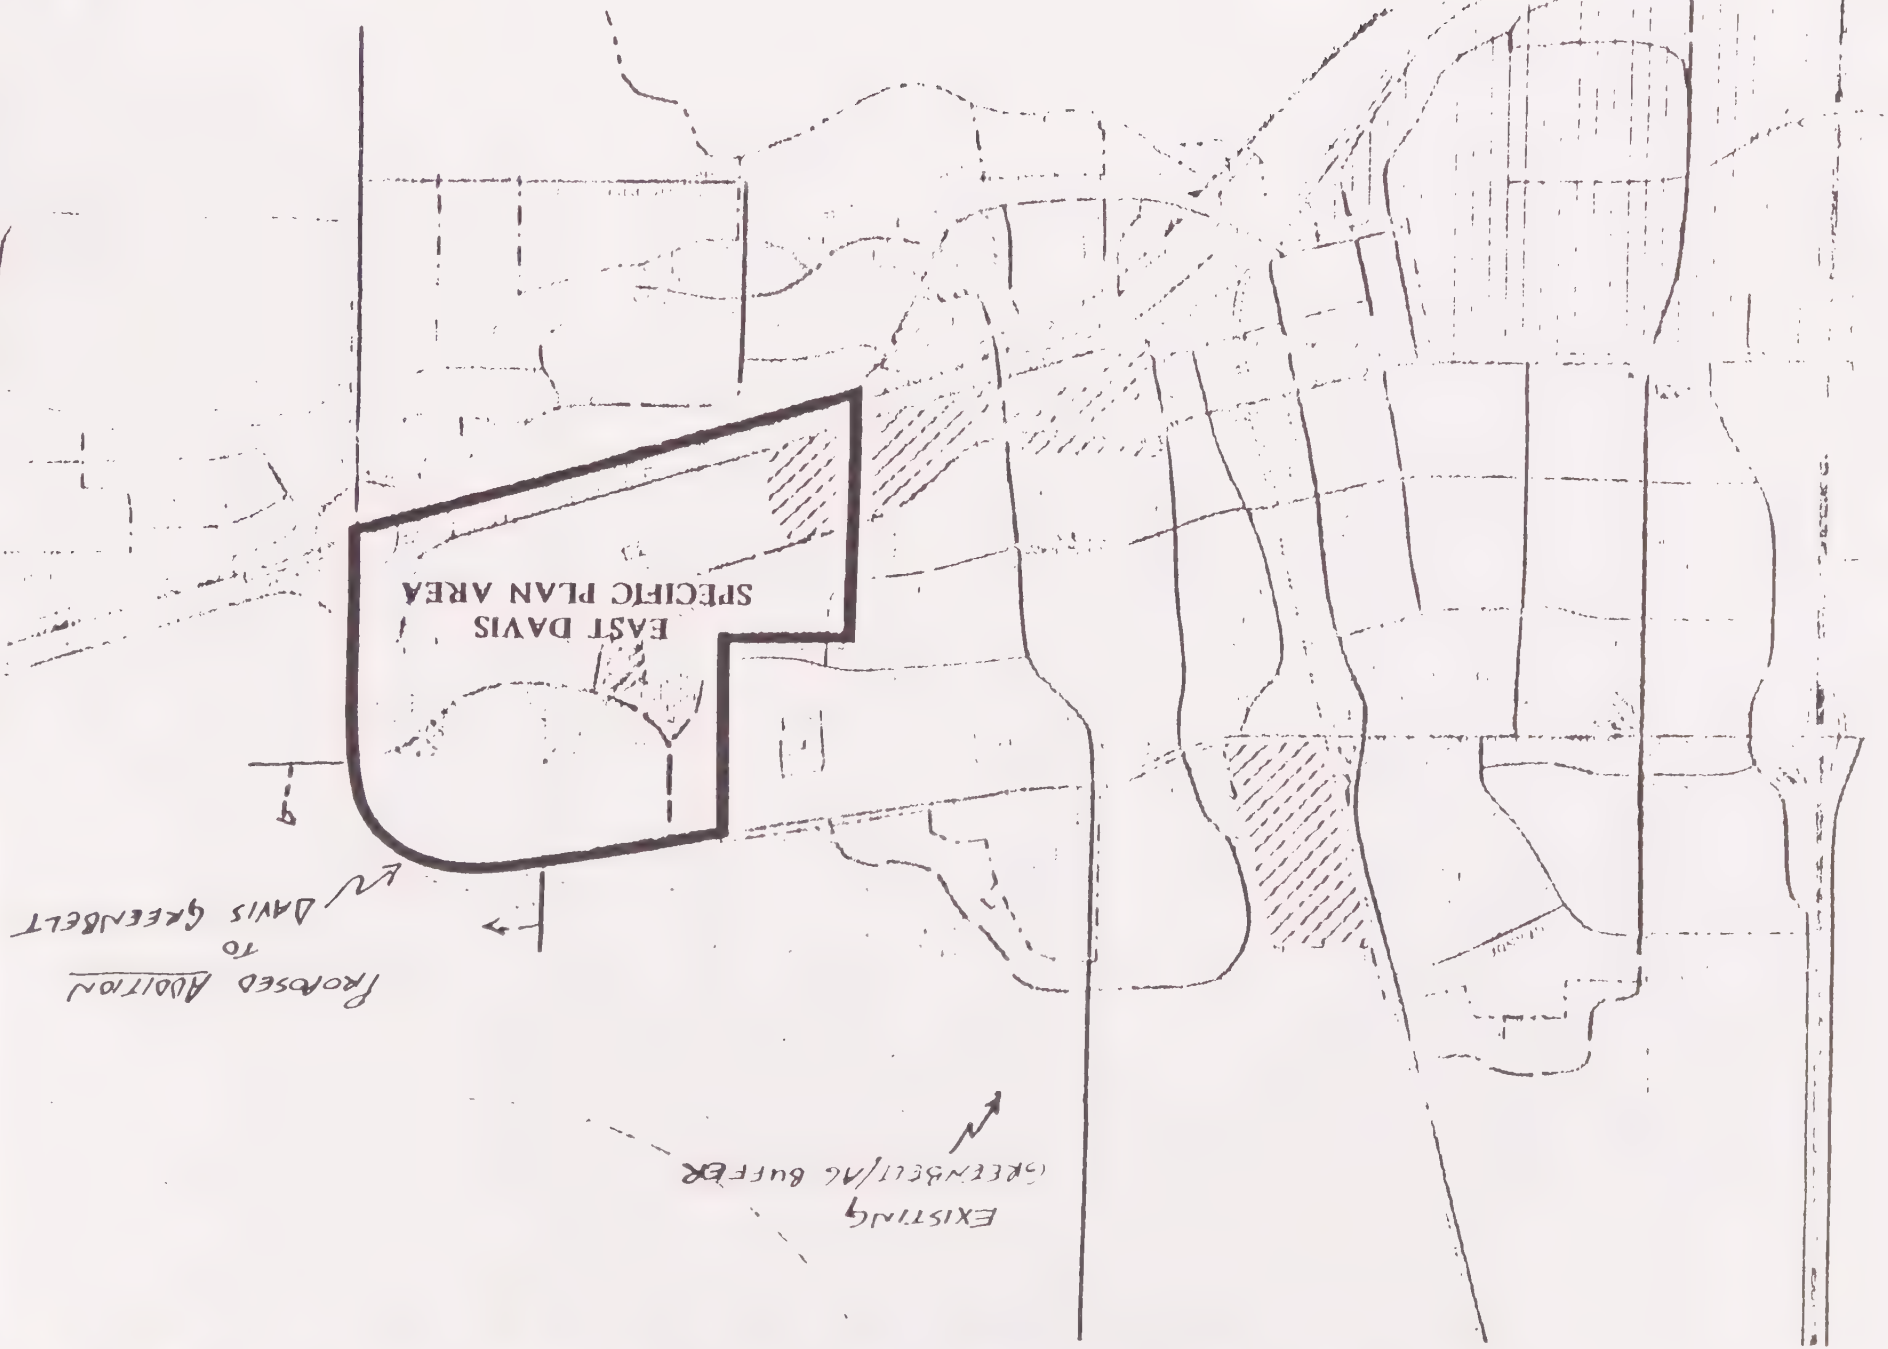 EXISTING
GREENBELT/AG BUFFER
PROPOSED ADDITION
TO
DAVIS GREENBELT
EAST DAVIS
SPECIFIC PLAN AREA